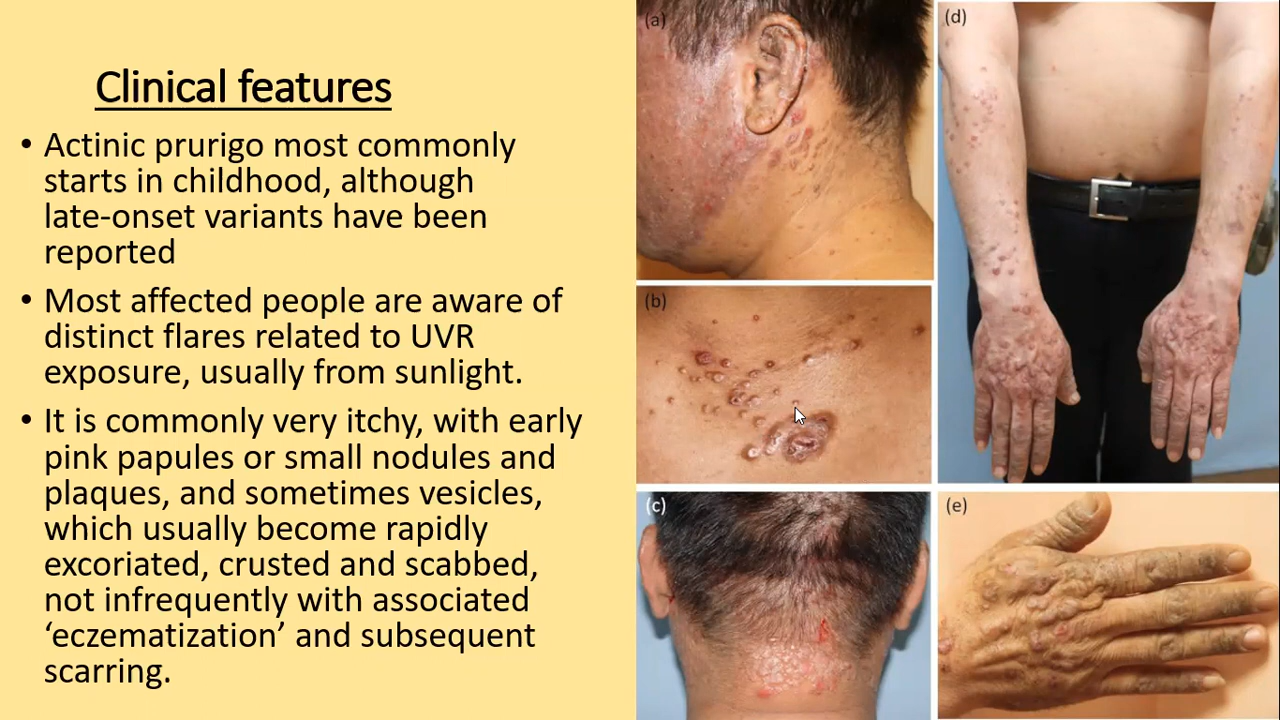 Clinical features
• Actinic prurigo most commonly
starts in childhood, although
late-onset variants have been
reported
• Most affected people are aware of
distinct flares related to UVR
exposure, usually from sunlight.
• It is commonly very itchy, with early
pink papules or small nodules and
plaques, and sometimes vesicles,
which usually become rapidly
excoriated, crusted and scabbed,
not infrequently with associated
‘eczematization’ and subsequent
scarring.
(a)
(b)
(c)
(d)
(e)